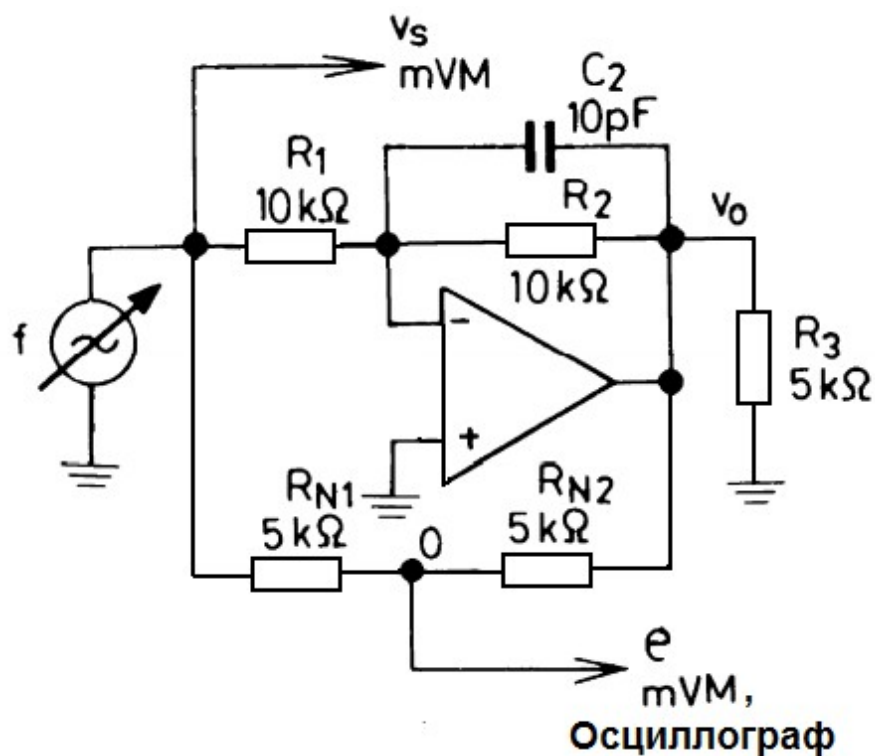 vs
mVM
C2
10pF
R1
10kΩ
R2
10kΩ
vo
f
-
+
R3
5kΩ
RN1
5kΩ
0
RN2
5kΩ
e
mVM,
Осциллограф